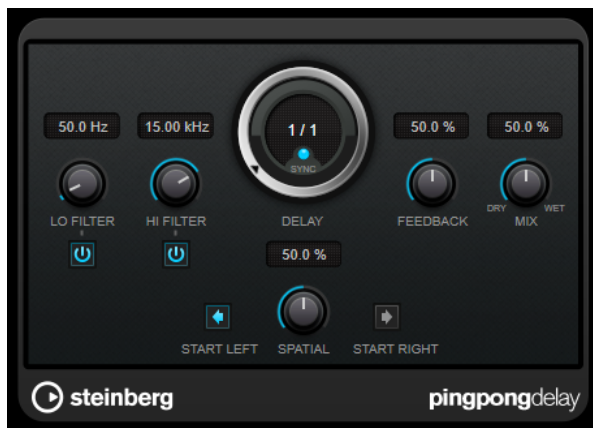 50.0 Hz 15.00 kHz 1 / 1 50.0 % 50.0 %
SYNC
DRY WET
LO FILTER HI FILTER DELAY FEEDBACK MIX
50.0 %
START LEFT SPATIAL START RIGHT
steinberg pingpongdelay